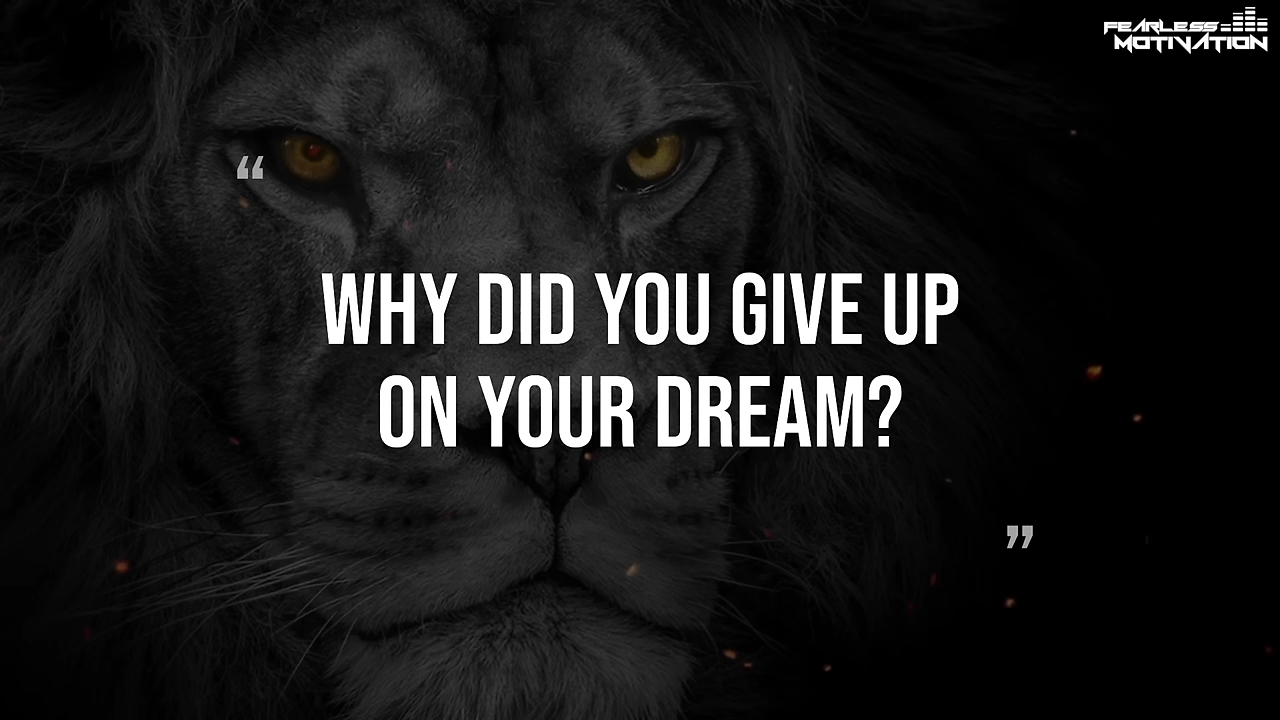 FEARLESS
MOTIVATION
“
WHY DID YOU GIVE UP
ON YOUR DREAM?
”